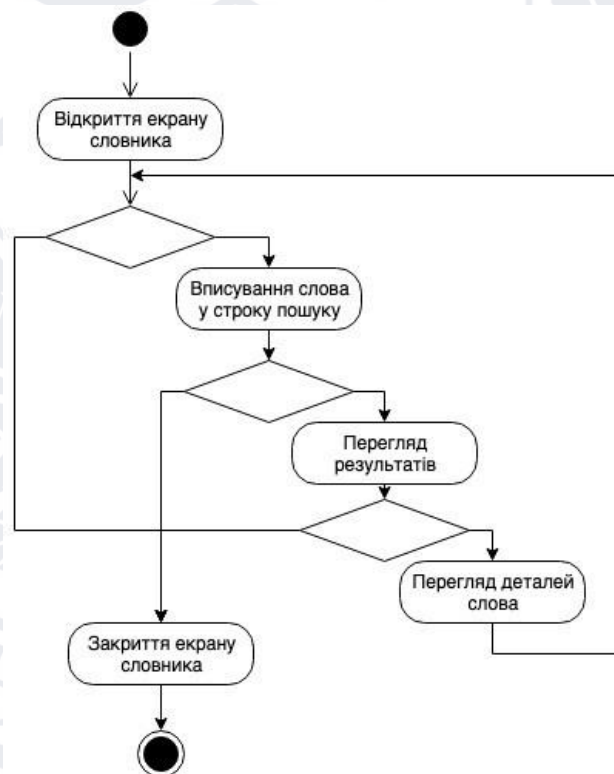 Відкриття екрану
словника
Вписування слова
у строку пошуку
Перегляд
результатів
Перегляд деталей
слова
Закриття екрану
словника